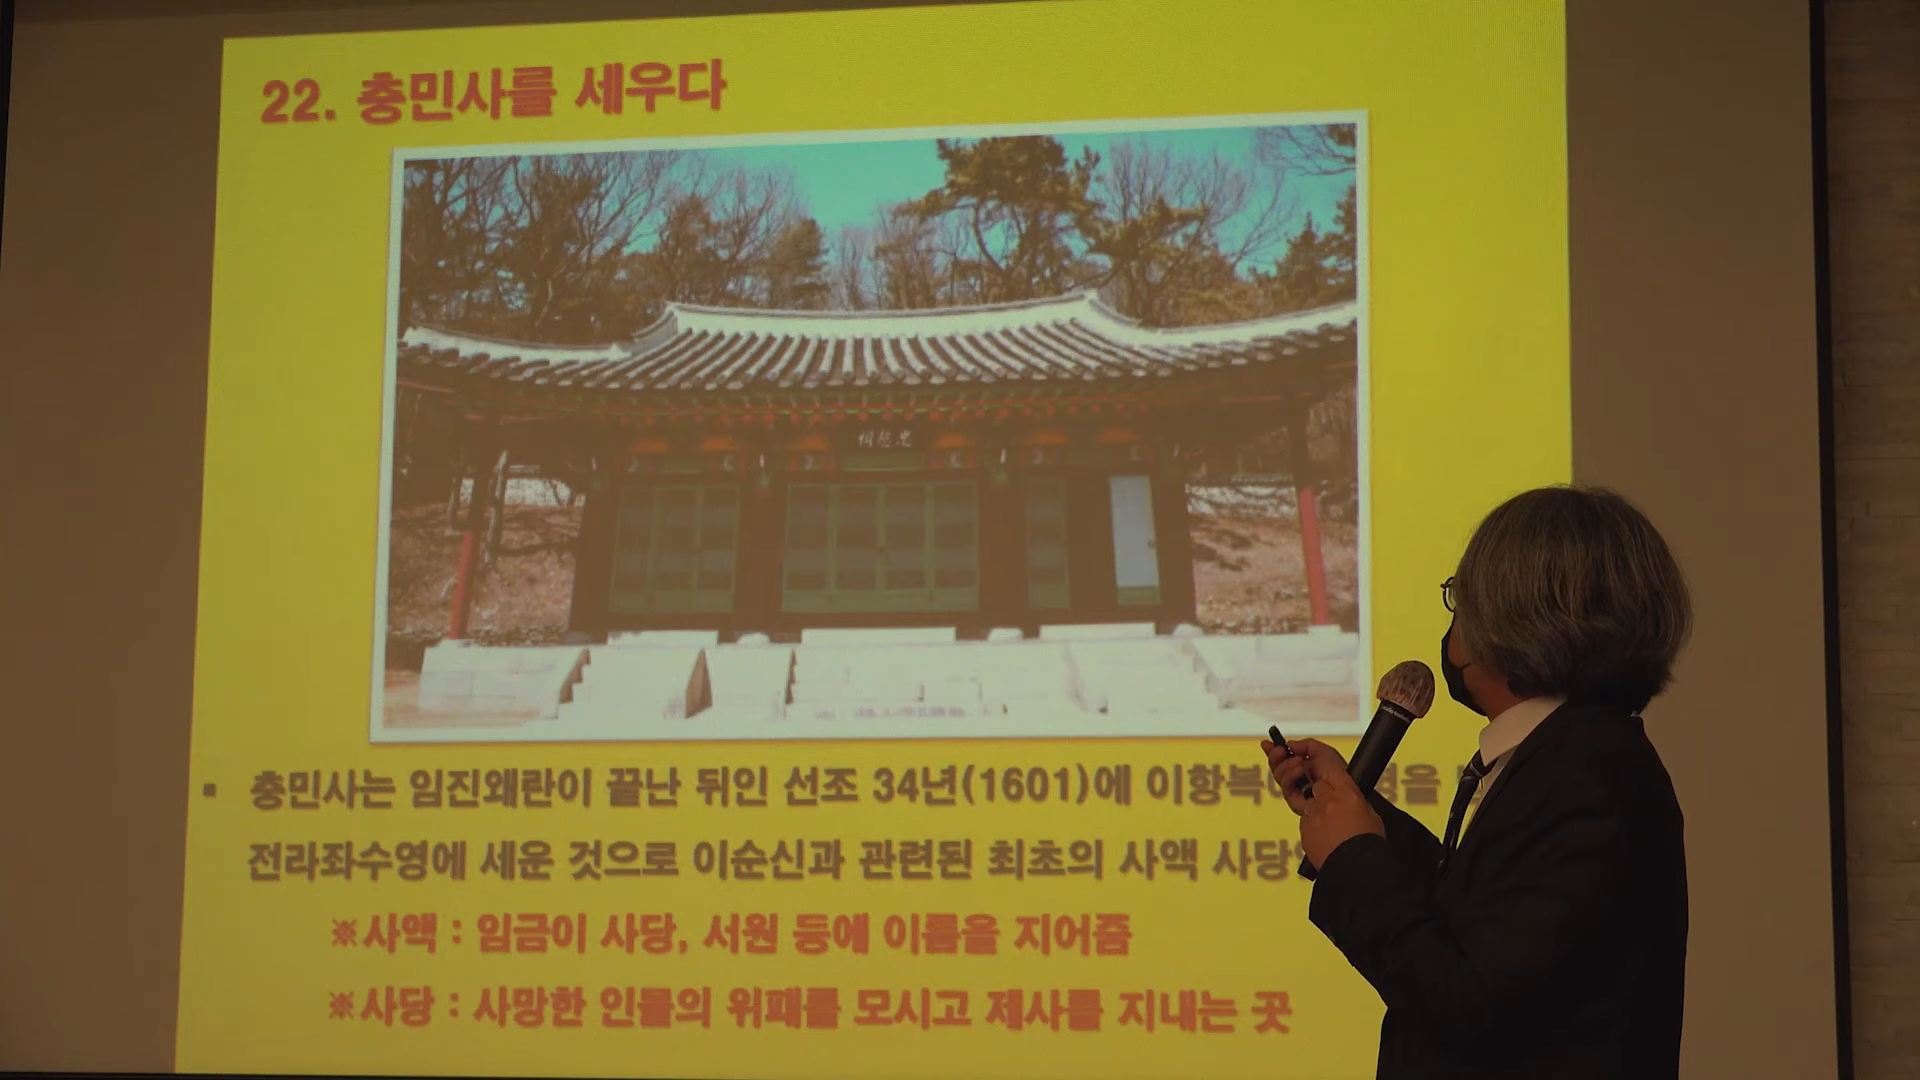 22. 충민사를 세우다
祠愍忠
▪ 충민사는 임진왜란이 끝난 뒤인 선조 34년(1601)에 이항복이
전라좌수영에 세운 것으로 이순신과 관련된 최초의 사액 사당
※사액 : 임금이 사당, 서원 등에 이름을 지어줌
※사당 : 사망한 인물의 위패를 모시고 제사를 지내는 곳